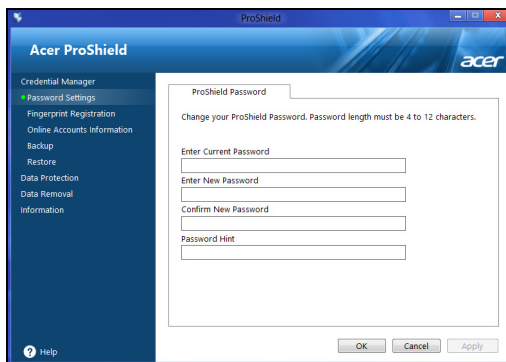 ProShield
Acer ProShield
acer
Credential Manager
Password Settings
Fingerprint Registration
Online Accounts Information
Backup
Restore
Data Protection
Data Removal
Information
Help
ProShield Password
Change your ProShield Password. Password length must be 4 to 12 characters.
Enter Current Password
Enter New Password
Confirm New Password
Password Hint
OK
Cancel
Apply